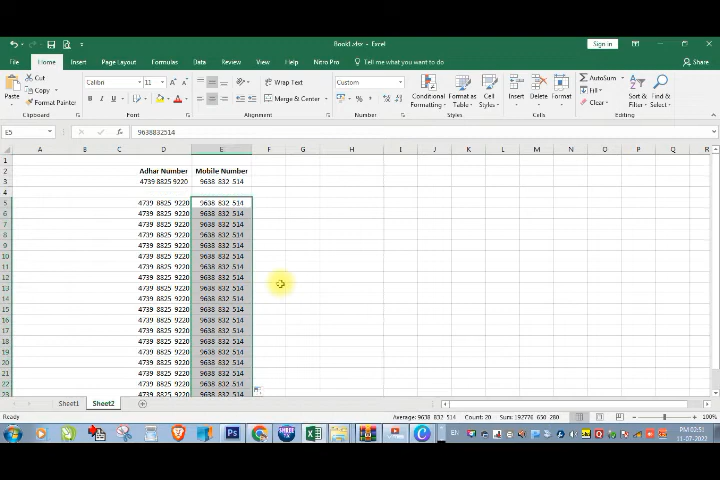 Book1.xlsx - Excel
Sign in
File Home Insert Page Layout Formulas Data Review View Help Nitro Pro Tell me what you want to do Share
Paste
Cut
Copy
Format Painter
Clipboard
Calibri 11
B I U
Font
Wrap Text
Merge & Center
Alignment
Custom
Number
Conditional Formatting
Format as Table
Cell Styles
Styles
Insert Delete Format
Cells
AutoSum
Fill
Clear
Sort & Filter
Find & Select
Editing
E5 fx 9638832514
A B C D E F G H I J K L M N O P Q R
1
2 Adhar Number Mobile Number
3 4739 8825 9220 9638 832 514
4
5 4739 8825 9220 9638 832 514
6 4739 8825 9220 9638 832 514
7 4739 8825 9220 9638 832 514
8 4739 8825 9220 9638 832 514
9 4739 8825 9220 9638 832 514
10 4739 8825 9220 9638 832 514
11 4739 8825 9220 9638 832 514
12 4739 8825 9220 9638 832 514
13 4739 8825 9220 9638 832 514
14 4739 8825 9220 9638 832 514
15 4739 8825 9220 9638 832 514
16 4739 8825 9220 9638 832 514
17 4739 8825 9220 9638 832 514
18 4739 8825 9220 9638 832 514
19 4739 8825 9220 9638 832 514
20 4739 8825 9220 9638 832 514
21 4739 8825 9220 9638 832 514
22 4739 8825 9220 9638 832 514
23 4739 8825 9220 9638 832 514
Sheet1 Sheet2
Ready Average: 9638 832 514 Count: 20 Sum: 192776 650 280 100%
EN PM 02:51
11-07-2022